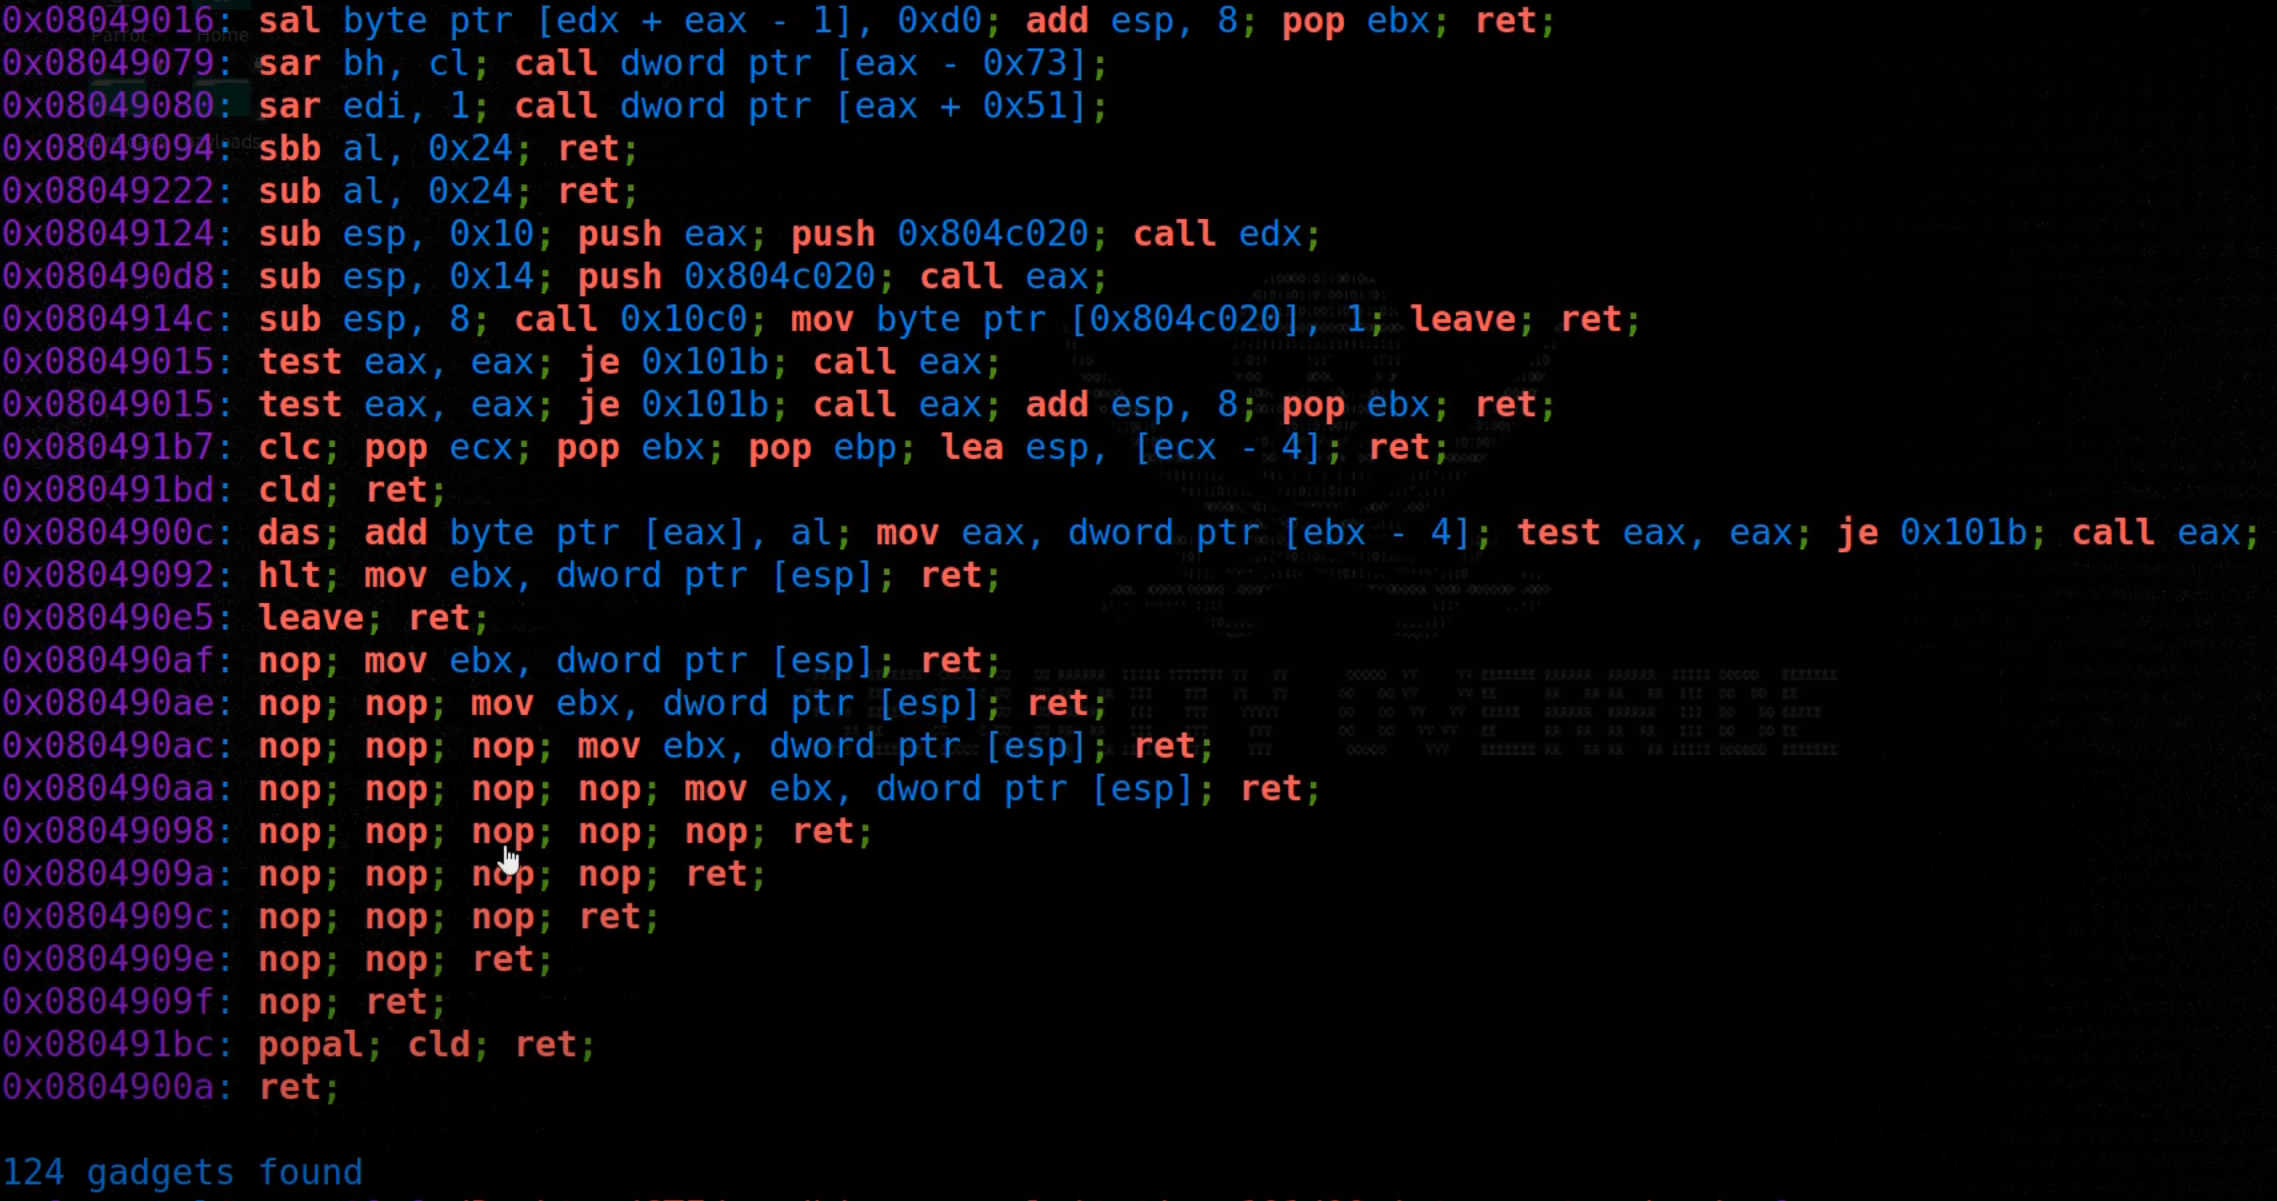 0x08049016: sal byte ptr [edx + eax - 1], 0xd0; add esp, 8; pop ebx; ret;
Parrot Home
0x08049079: sar bh, cl; call dword ptr [eax - 0x73];
0x08049080: sar edi, 1; call dword ptr [eax + 0x51];
0x08049094: sbb al, 0x24; ret;
0x08049222: sub al, 0x24; ret;
0x08049124: sub esp, 0x10; push eax; push 0x804c020; call edx;
0x080490d8: sub esp, 0x14; push 0x804c020; call eax;
0x0804914c: sub esp, 8; call 0x10c0; mov byte ptr [0x804c020], 1; leave; ret;
0x08049015: test eax, eax; je 0x101b; call eax;
0x08049015: test eax, eax; je 0x101b; call eax; add esp, 8; pop ebx; ret;
0x080491b7: clc; pop ecx; pop ebx; pop ebp; lea esp, [ecx - 4]; ret;
0x080491bd: cld; ret;
0x0804900c: das; add byte ptr [eax], al; mov eax, dword ptr [ebx - 4]; test eax, eax; je 0x101b; call eax;
0x08049092: hlt; mov ebx, dword ptr [esp]; ret;
0x080490e5: leave; ret;
0x080490af: nop; mov ebx, dword ptr [esp]; ret;
0x080490ae: nop; nop; mov ebx, dword ptr [esp]; ret;
0x080490ac: nop; nop; nop; mov ebx, dword ptr [esp]; ret;
0x080490aa: nop; nop; nop; nop; mov ebx, dword ptr [esp]; ret;
0x08049098: nop; nop; nop; nop; nop; ret;
0x0804909a: nop; nop; nop; nop; ret;
0x0804909c: nop; nop; nop; ret;
0x0804909e: nop; nop; ret;
0x0804909f: nop; ret;
0x080491bc: popal; cld; ret;
0x0804900a: ret;
124 gadgets found